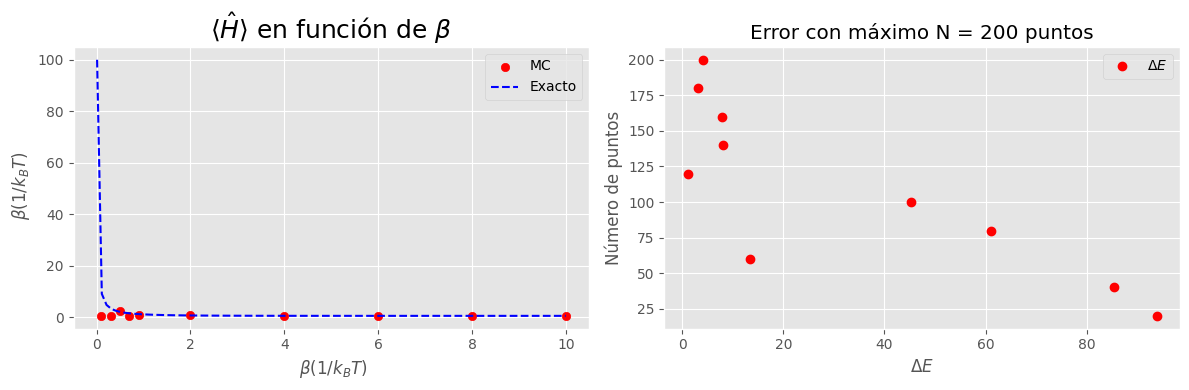 ⟨Ĥ⟩ en función de β
MC
Exacto
β(1/k_BT)
100
80
60
40
20
0
0 2 4 6 8 10
β(1/k_BT)
Error con máximo N = 200 puntos
ΔE
Número de puntos
200
175
150
125
100
75
50
25
0 20 40 60 80
ΔE